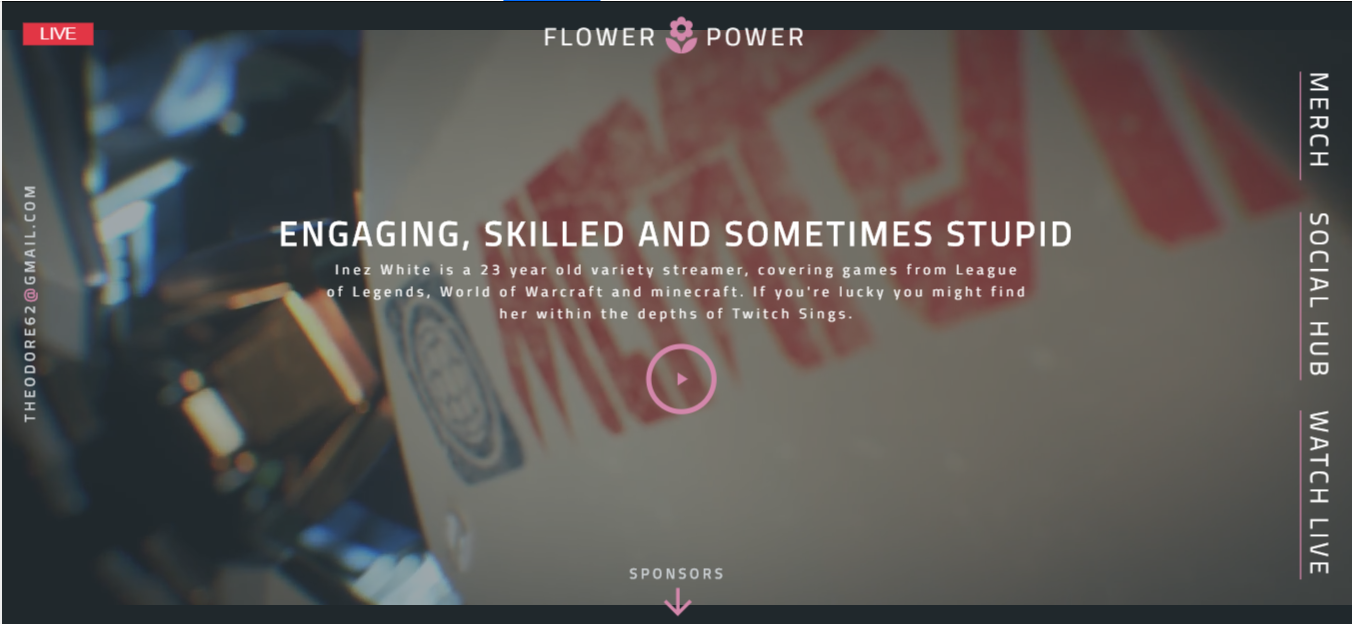 LIVE
FLOWER POWER
MERCH
SOCIAL HUB
WATCH LIVE
THEODORE62@GMAIL.COM
ENGAGING, SKILLED AND SOMETIMES STUPID
Inez White is a 23 year old variety streamer, covering games from League
of Legends, World of Warcraft and minecraft. If you're lucky you might find
her within the depths of Twitch Sings.
SPONSORS